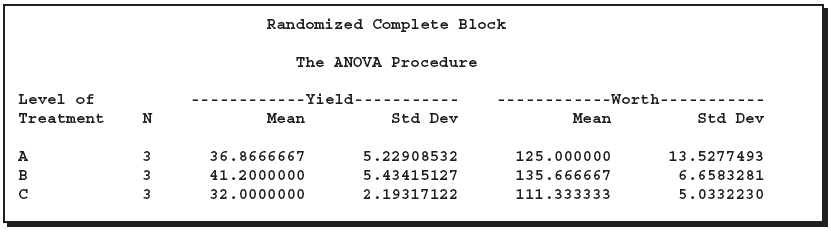 Randomized Complete Block
The ANOVA Procedure
Level of ------------Yield----------- ------------Worth-----------
Treatment N Mean Std Dev Mean Std Dev
A 3 36.8666667 5.22908532 125.000000 13.5277493
B 3 41.2000000 5.43415127 135.666667 6.6583281
C 3 32.0000000 2.19317122 111.333333 5.0332230